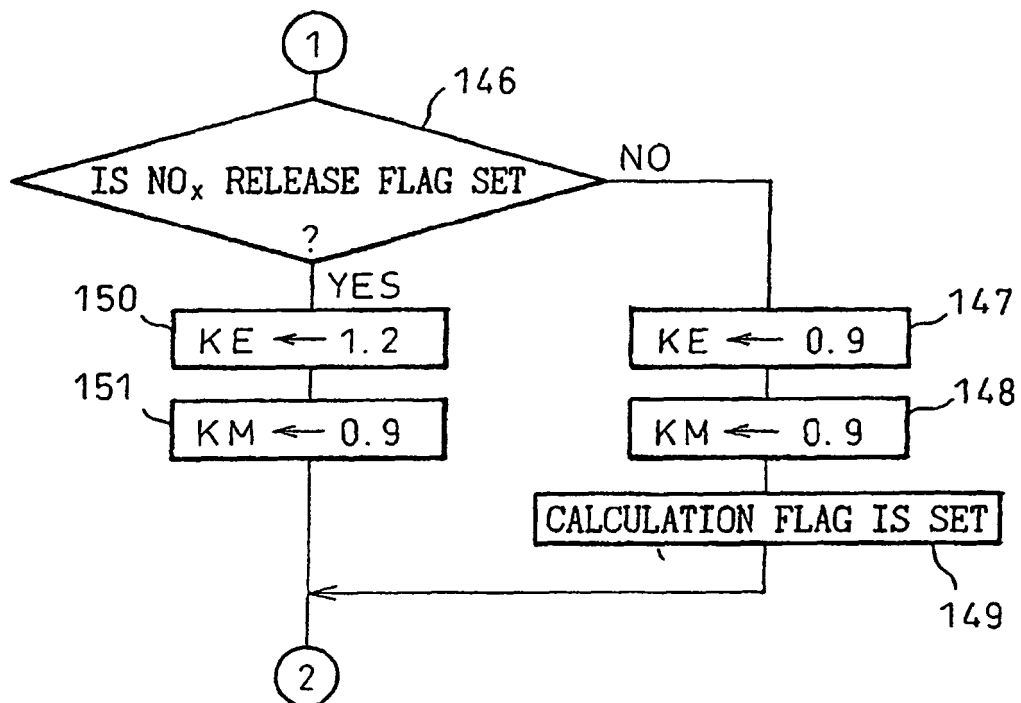 1
146
IS NOx RELEASE FLAG SET
?
NO
YES
150
KE ← 1.2
147
KE ← 0.9
151
KM ← 0.9
148
KM ← 0.9
CALCULATION FLAG IS SET
149
2